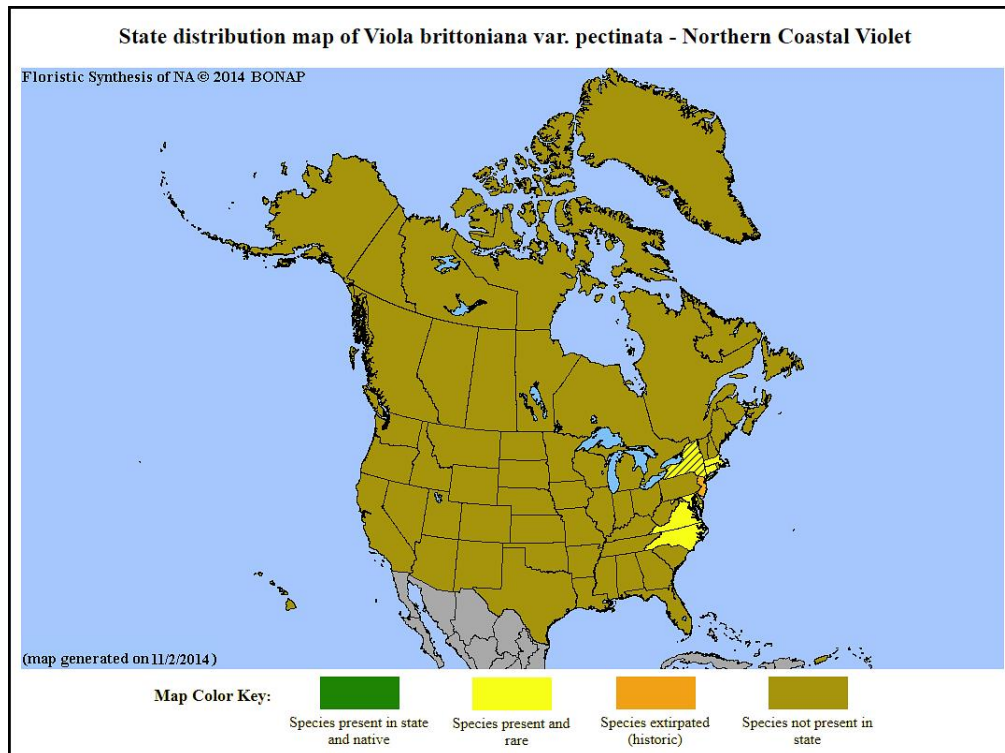 State distribution map of Viola brittoniana var. pectinata - Northern Coastal Violet
Floristic Synthesis of NA © 2014 BONAP
(map generated on 11/2/2014)
Map Color Key:
Species present in state
and native
Species present and
rare
Species extirpated
(historic)
Species not present in
state